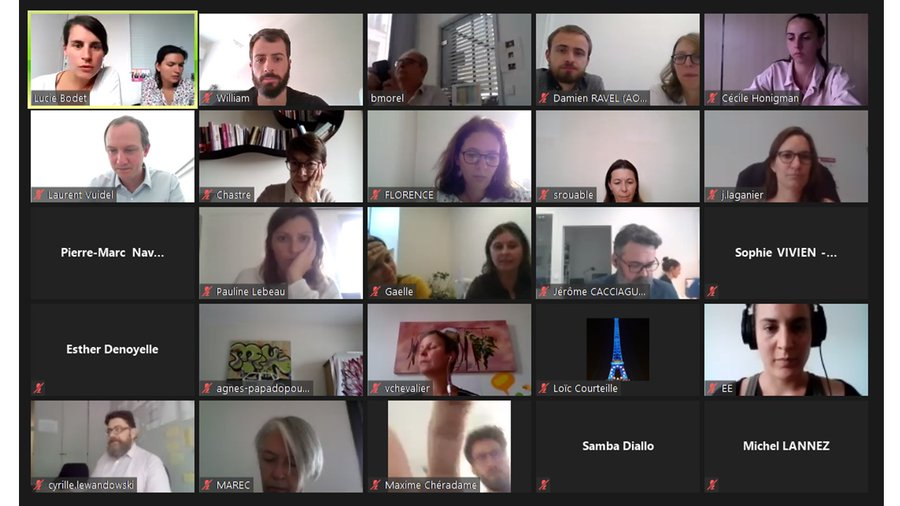 Lucie Bodet
William
bmorel
Damien RAVEL (AO...
Cécile Honigman
Laurent Vuidel
Chastre
FLORENCE
srouable
j.laganier
Pierre-Marc Nav...
Pauline Lebeau
Gaelle
Jérôme CACCIAGU...
Sophie VIVIEN -...
Esther Denoyelle
agnes-papadopou...
vchevalier
Loïc Courteille
EE
cyrille.lewandowski
MAREC
Maxime Chéradame
Samba Diallo
Michel LANNEZ